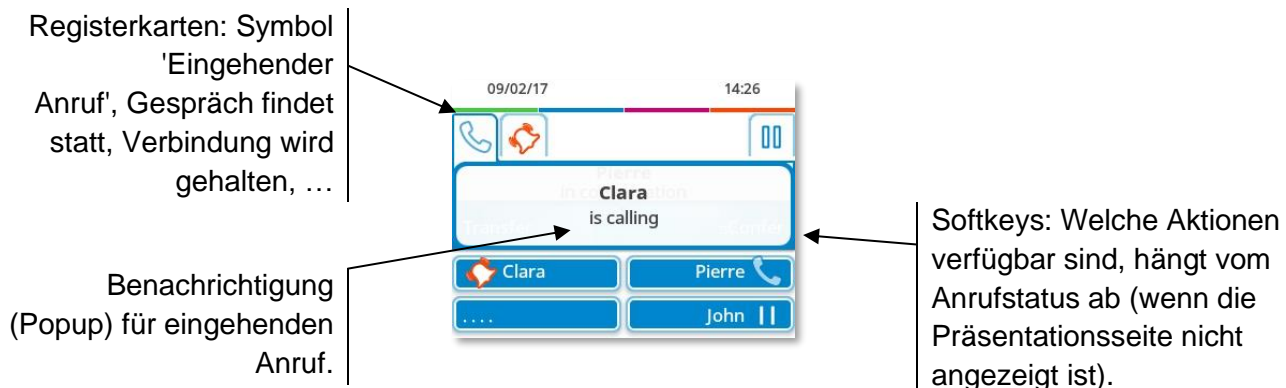 Registerkarten: Symbol
'Eingehender
Anruf', Gespräch findet
statt, Verbindung wird
gehalten, …
Benachrichtigung
(Popup) für eingehenden
Anruf.
09/02/17 14:26
Pierre
Clara
is calling
Clara Pierre
.... John
Softkeys: Welche Aktionen
verfügbar sind, hängt vom
Anrufstatus ab (wenn die
Präsentationsseite nicht
angezeigt ist).